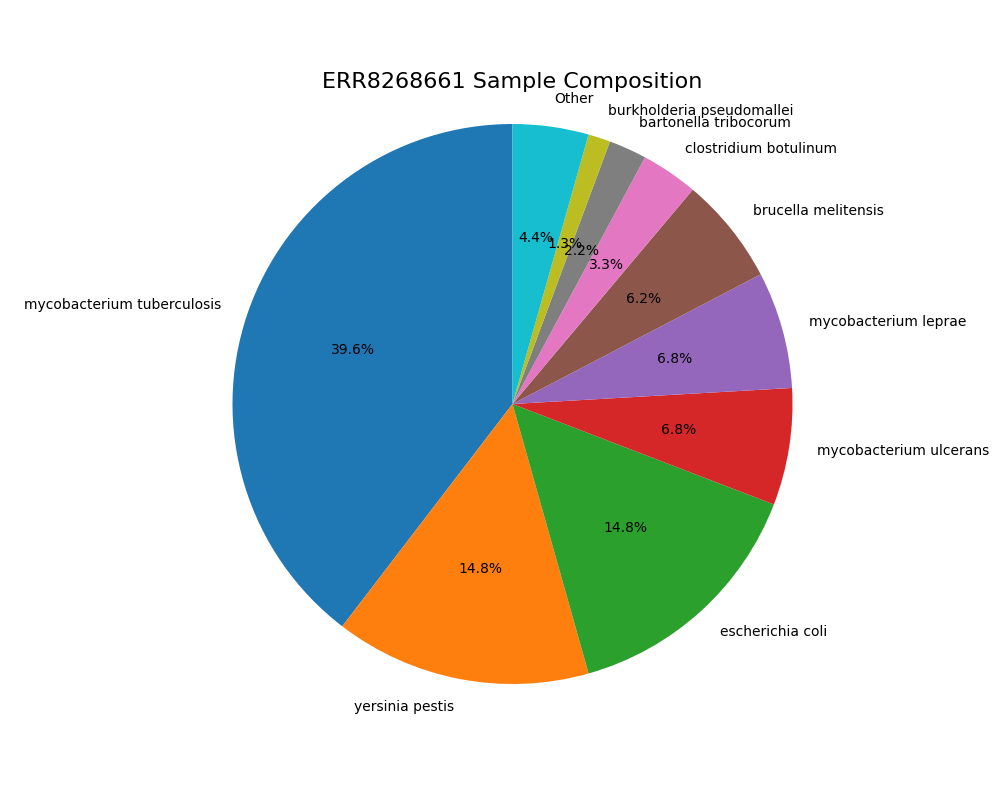 ERR8268661 Sample Composition
Other
burkholderia pseudomallei
bartonella tribocorum
clostridium botulinum
brucella melitensis
mycobacterium leprae
mycobacterium ulcerans
escherichia coli
yersinia pestis
mycobacterium tuberculosis
4.4%
1.3%
2.2%
3.3%
6.2%
6.8%
6.8%
14.8%
14.8%
39.6%